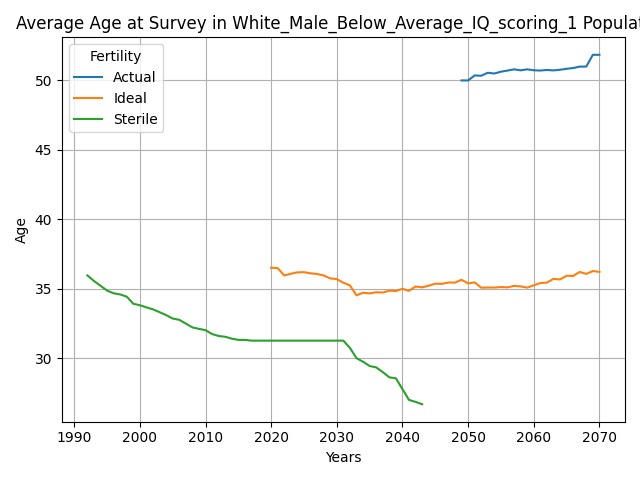 Average Age at Survey in White_Male_Below_Average_IQ_scoring_1 Populat
Fertility
Actual
Ideal
Sterile
Age
50
45
40
35
30
1990 2000 2010 2020 2030 2040 2050 2060 2070
Years